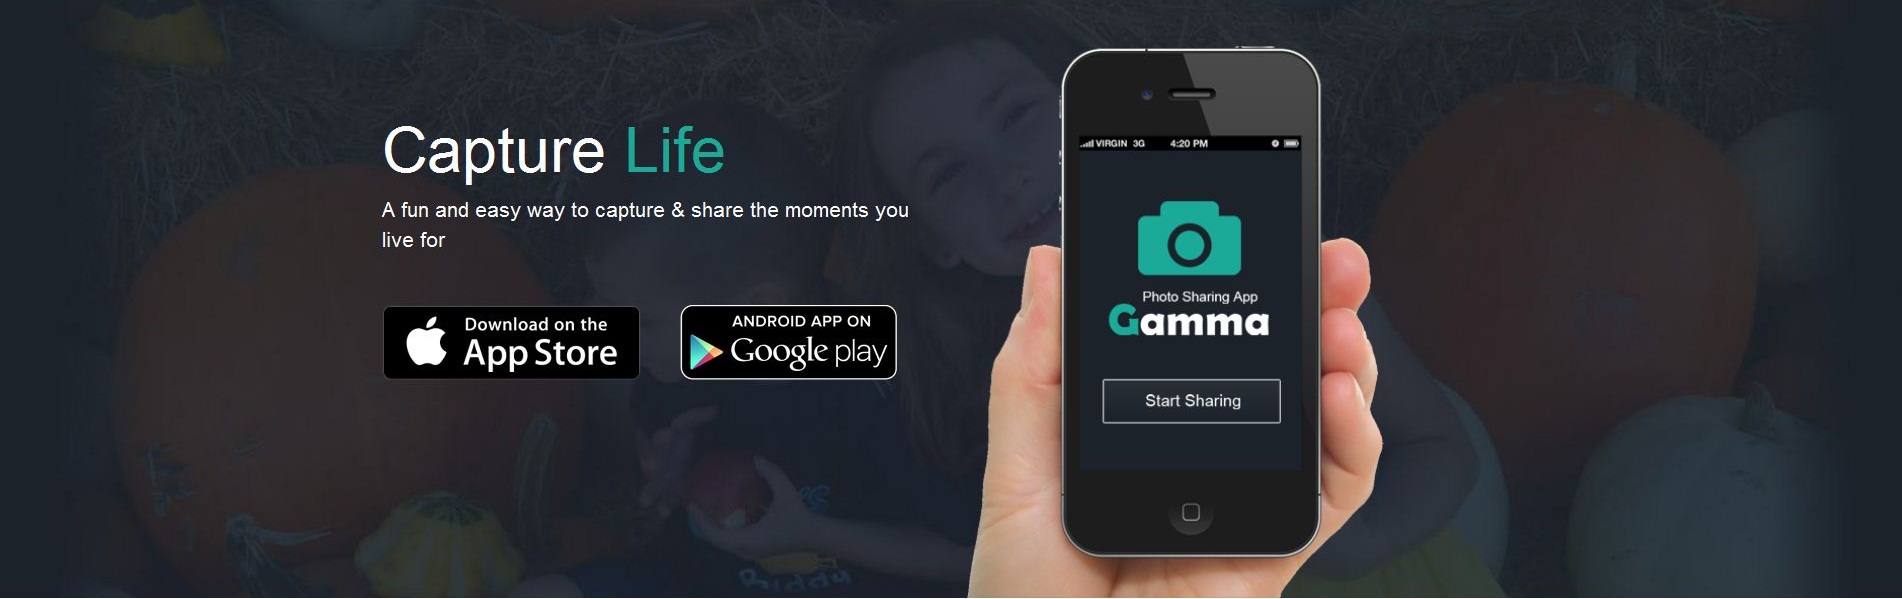 Capture Life
A fun and easy way to capture & share the moments you
live for
Download on the
App Store
ANDROID APP ON
Google play
VIRGIN 3G 4:20 PM
Photo Sharing App
Gamma
Start Sharing